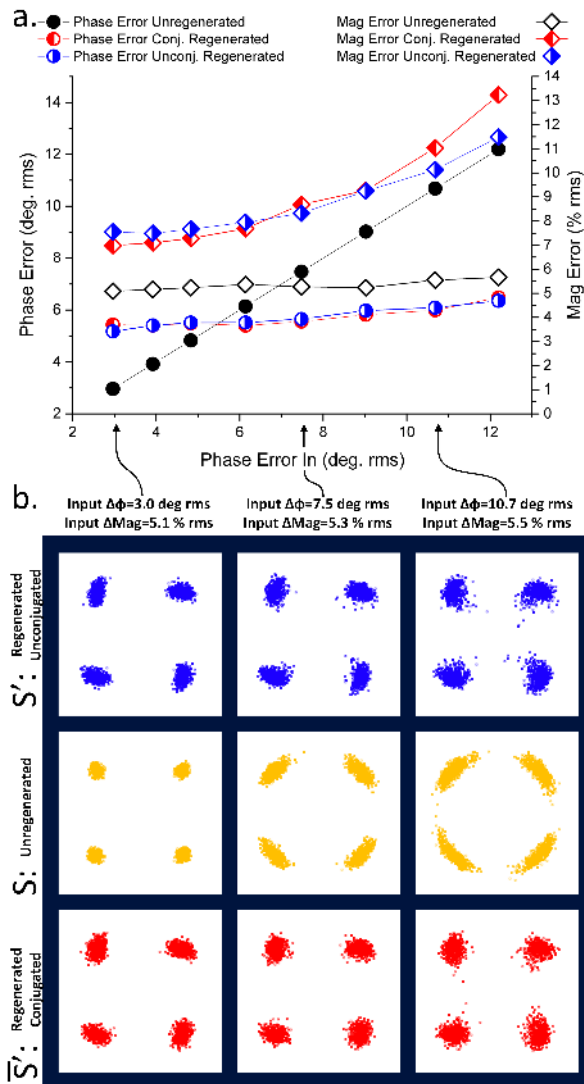 a.
Phase Error Unregenerated
Mag Error Unregenerated
Phase Error Conj. Regenerated
Mag Error Conj. Regenerated
Phase Error Unconj. Regenerated
Mag Error Unconj. Regenerated
Phase Error (deg. rms)
14
12
10
8
6
4
2
14
13
12
11
10
9
8
7
6
5
4
3
2
1
0
Mag Error (% rms)
2 4 6 8 10 12
Phase Error In (deg. rms)
b.
Input Δϕ=3.0 deg rms
Input ΔMag=5.1 % rms
Input Δϕ=7.5 deg rms
Input ΔMag=5.3 % rms
Input Δϕ=10.7 deg rms
Input ΔMag=5.5 % rms
S′: Regenerated
Unconjugated
S: Unregenerated
S̅′: Regenerated
Conjugated